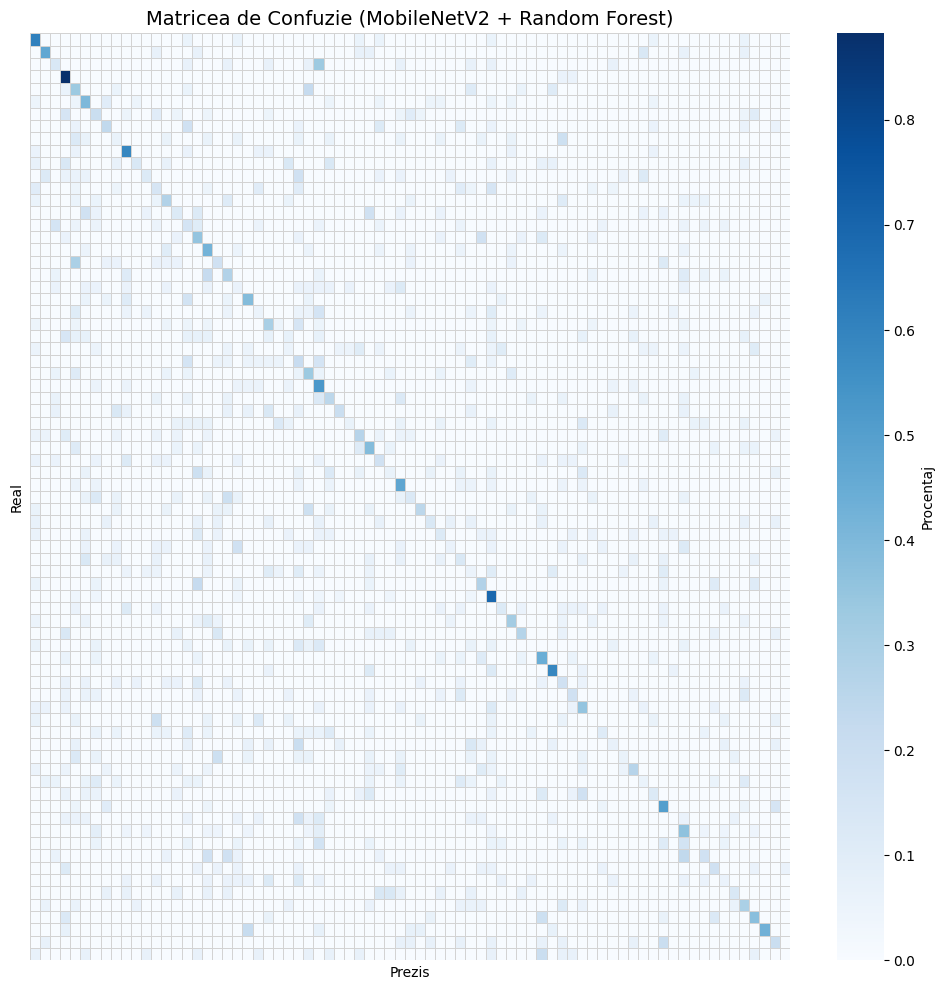 Matricea de Confuzie (MobileNetV2 + Random Forest)
Real
Prezis
0.8
0.7
0.6
0.5
0.4
0.3
0.2
0.1
0.0
Procentaj